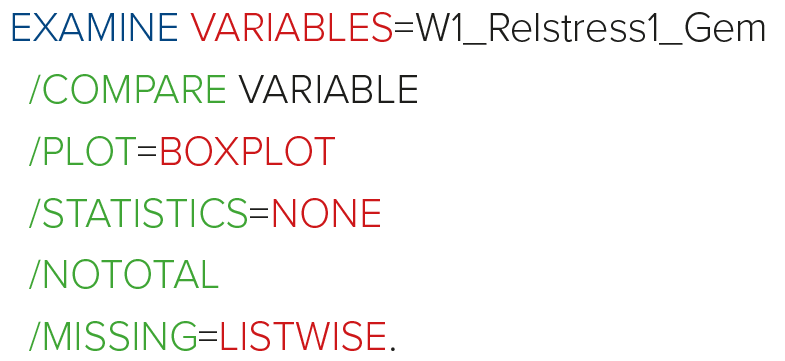 EXAMINE VARIABLES=W1_Relstress1_Gem
/COMPARE VARIABLE
/PLOT=BOXPLOT
/STATISTICS=NONE
/NOTOTAL
/MISSING=LISTWISE.